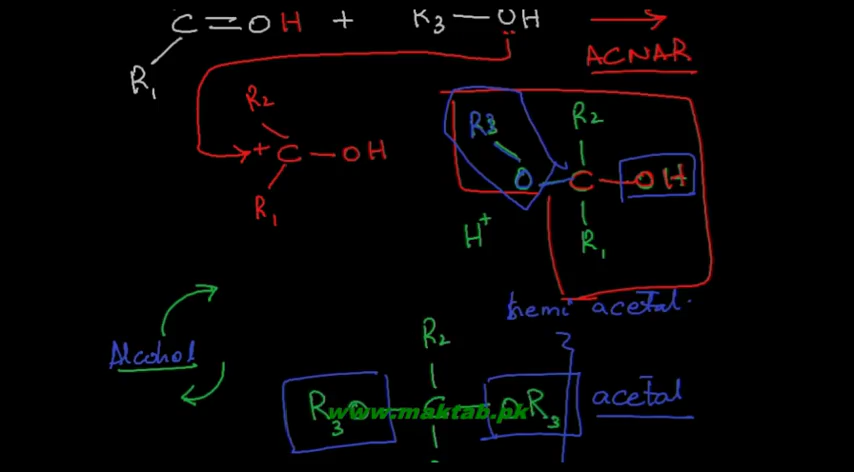 C=OH + R₃—OH
R₁
ACNAR
R₂
+C—OH
R₁
R₃ R₂
O—C—OH
H⁺ R₁
hemi acetal.
R₂
Alcohol
R₃O—C—OR₃ acetal
www.maktab.pk